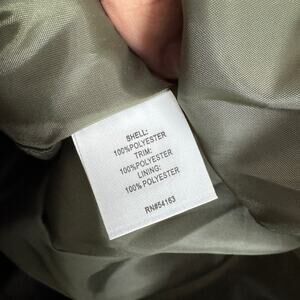 SHELL:
100%POLYESTER
TRIM:
100%POLYESTER
LINING:
100%POLYESTER
RN#54163